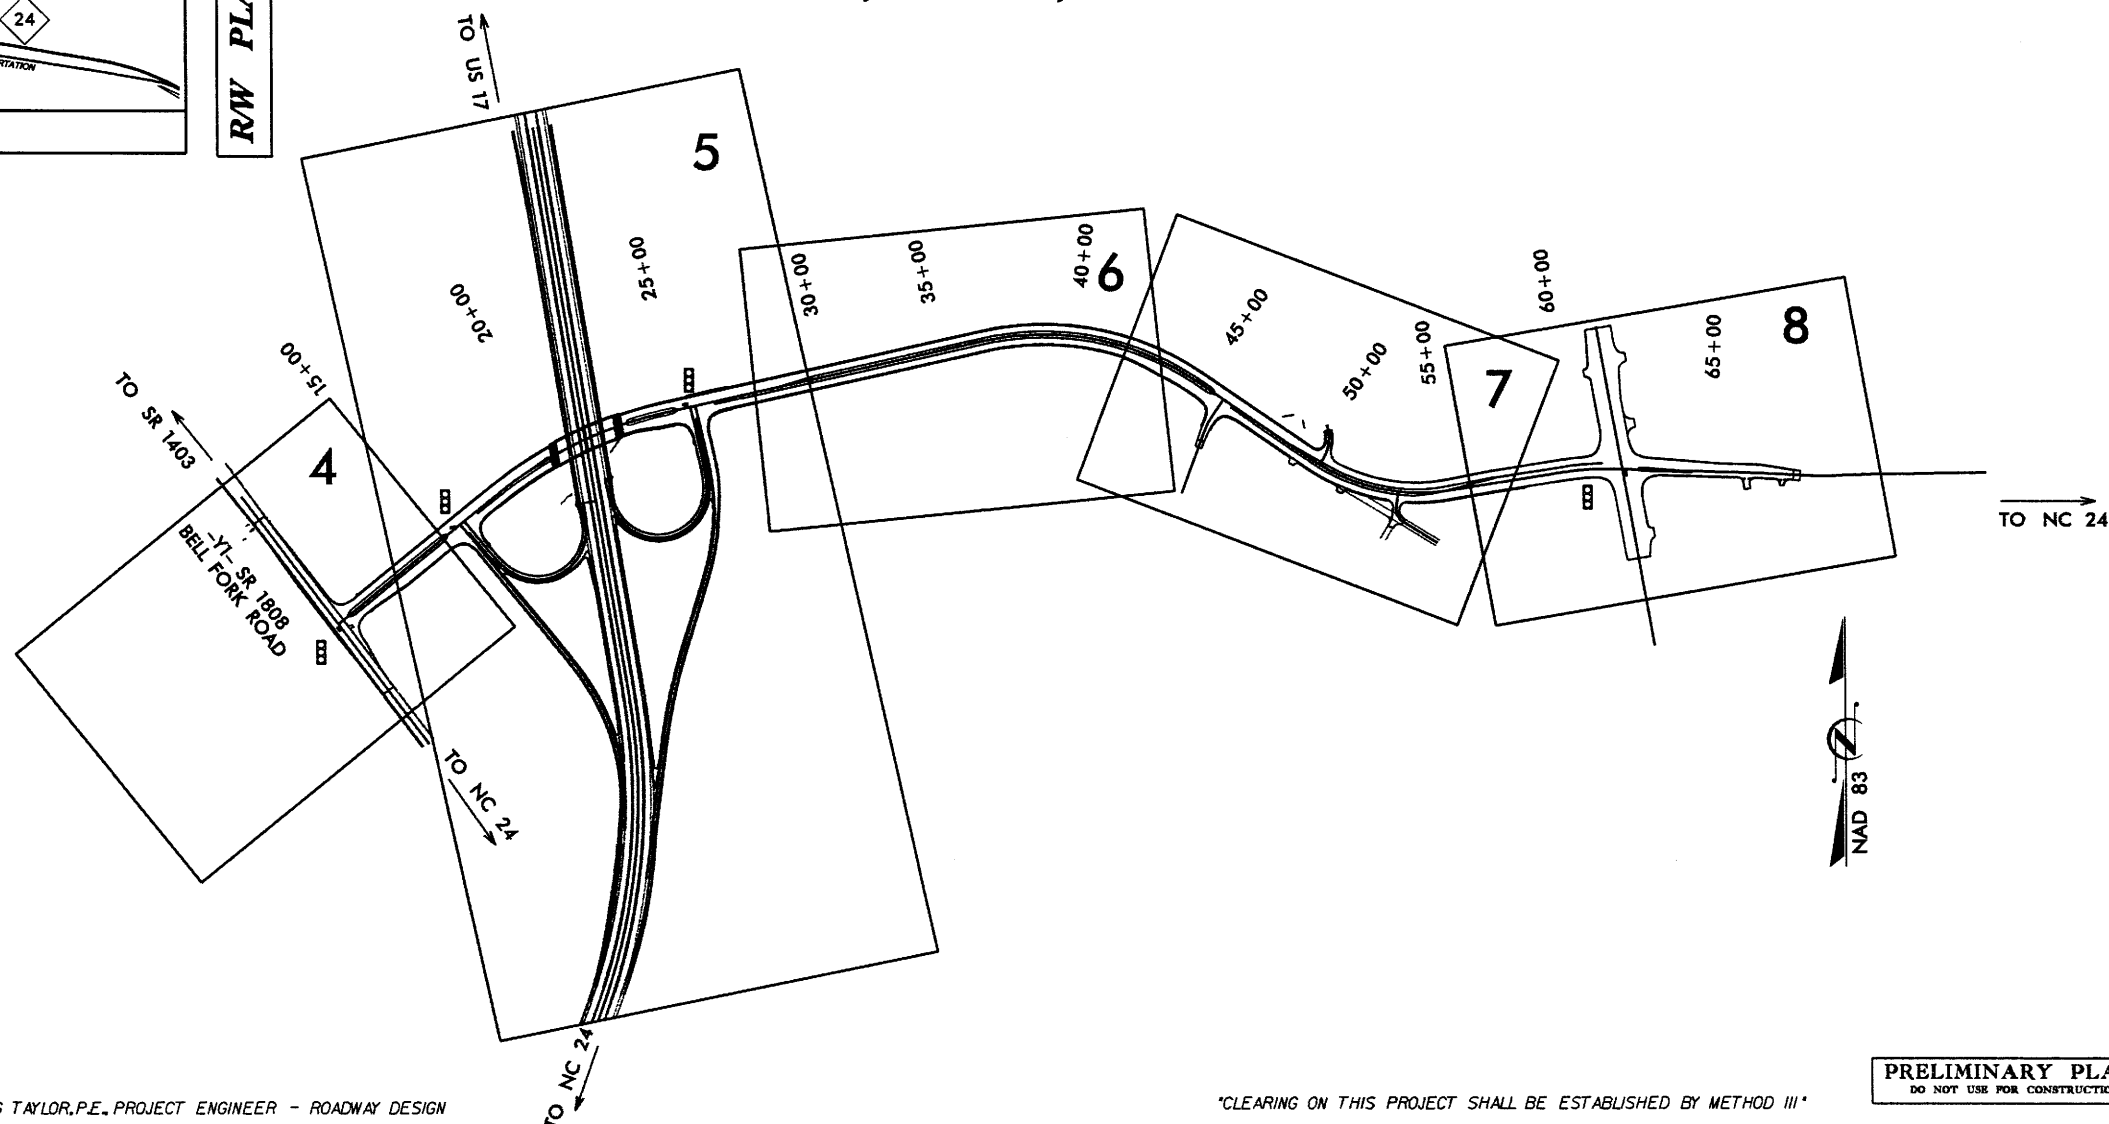 24
R/W
TO US 17
5
25+00
20+00
15+00
TO SR 1403
4
-Y1- SR 1808
BELL FORK ROAD
TO NC 24
TO NC 24
30+00
35+00
40+00
6
45+00
50+00
55+00
7
60+00
65+00
8
TO NC 24
NAD 83
TAYLOR, P.E. PROJECT ENGINEER - ROADWAY DESIGN
"CLEARING ON THIS PROJECT SHALL BE ESTABLISHED BY METHOD III"
PRELIMINARY PLA
DO NOT USE FOR CONSTRUCTIO